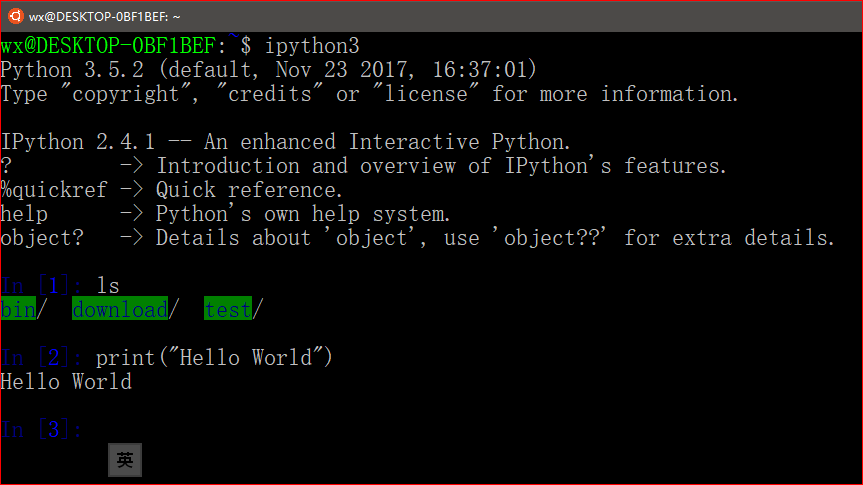 wx@DESKTOP-0BF1BEF: ~
wx@DESKTOP-0BF1BEF:~$ ipython3
Python 3.5.2 (default, Nov 23 2017, 16:37:01)
Type "copyright", "credits" or "license" for more information.
IPython 2.4.1 -- An enhanced Interactive Python.
?         -> Introduction and overview of IPython's features.
%quickref -> Quick reference.
help      -> Python's own help system.
object?   -> Details about 'object', use 'object??' for extra details.
In [1]: ls
bin/  download/  test/
In [2]: print("Hello World")
Hello World
In [3]:
英